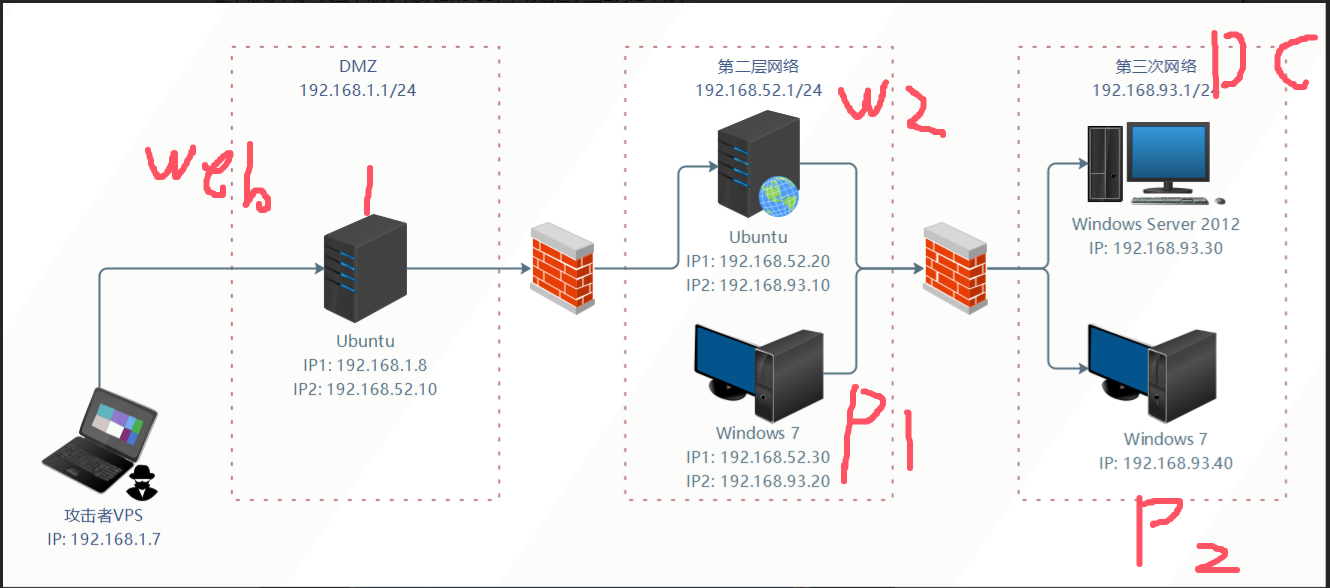 DMZ
192.168.1.1/24
web 1
Ubuntu
IP1: 192.168.1.8
IP2: 192.168.52.10
攻击者VPS
IP: 192.168.1.7
第二层网络
192.168.52.1/24
W2
Ubuntu
IP1: 192.168.52.20
IP2: 192.168.93.10
Windows 7
IP1: 192.168.52.30
IP2: 192.168.93.20
P1
第三次网络
192.168.93.1/24
DC
Windows Server 2012
IP: 192.168.93.30
Windows 7
IP: 192.168.93.40
P2